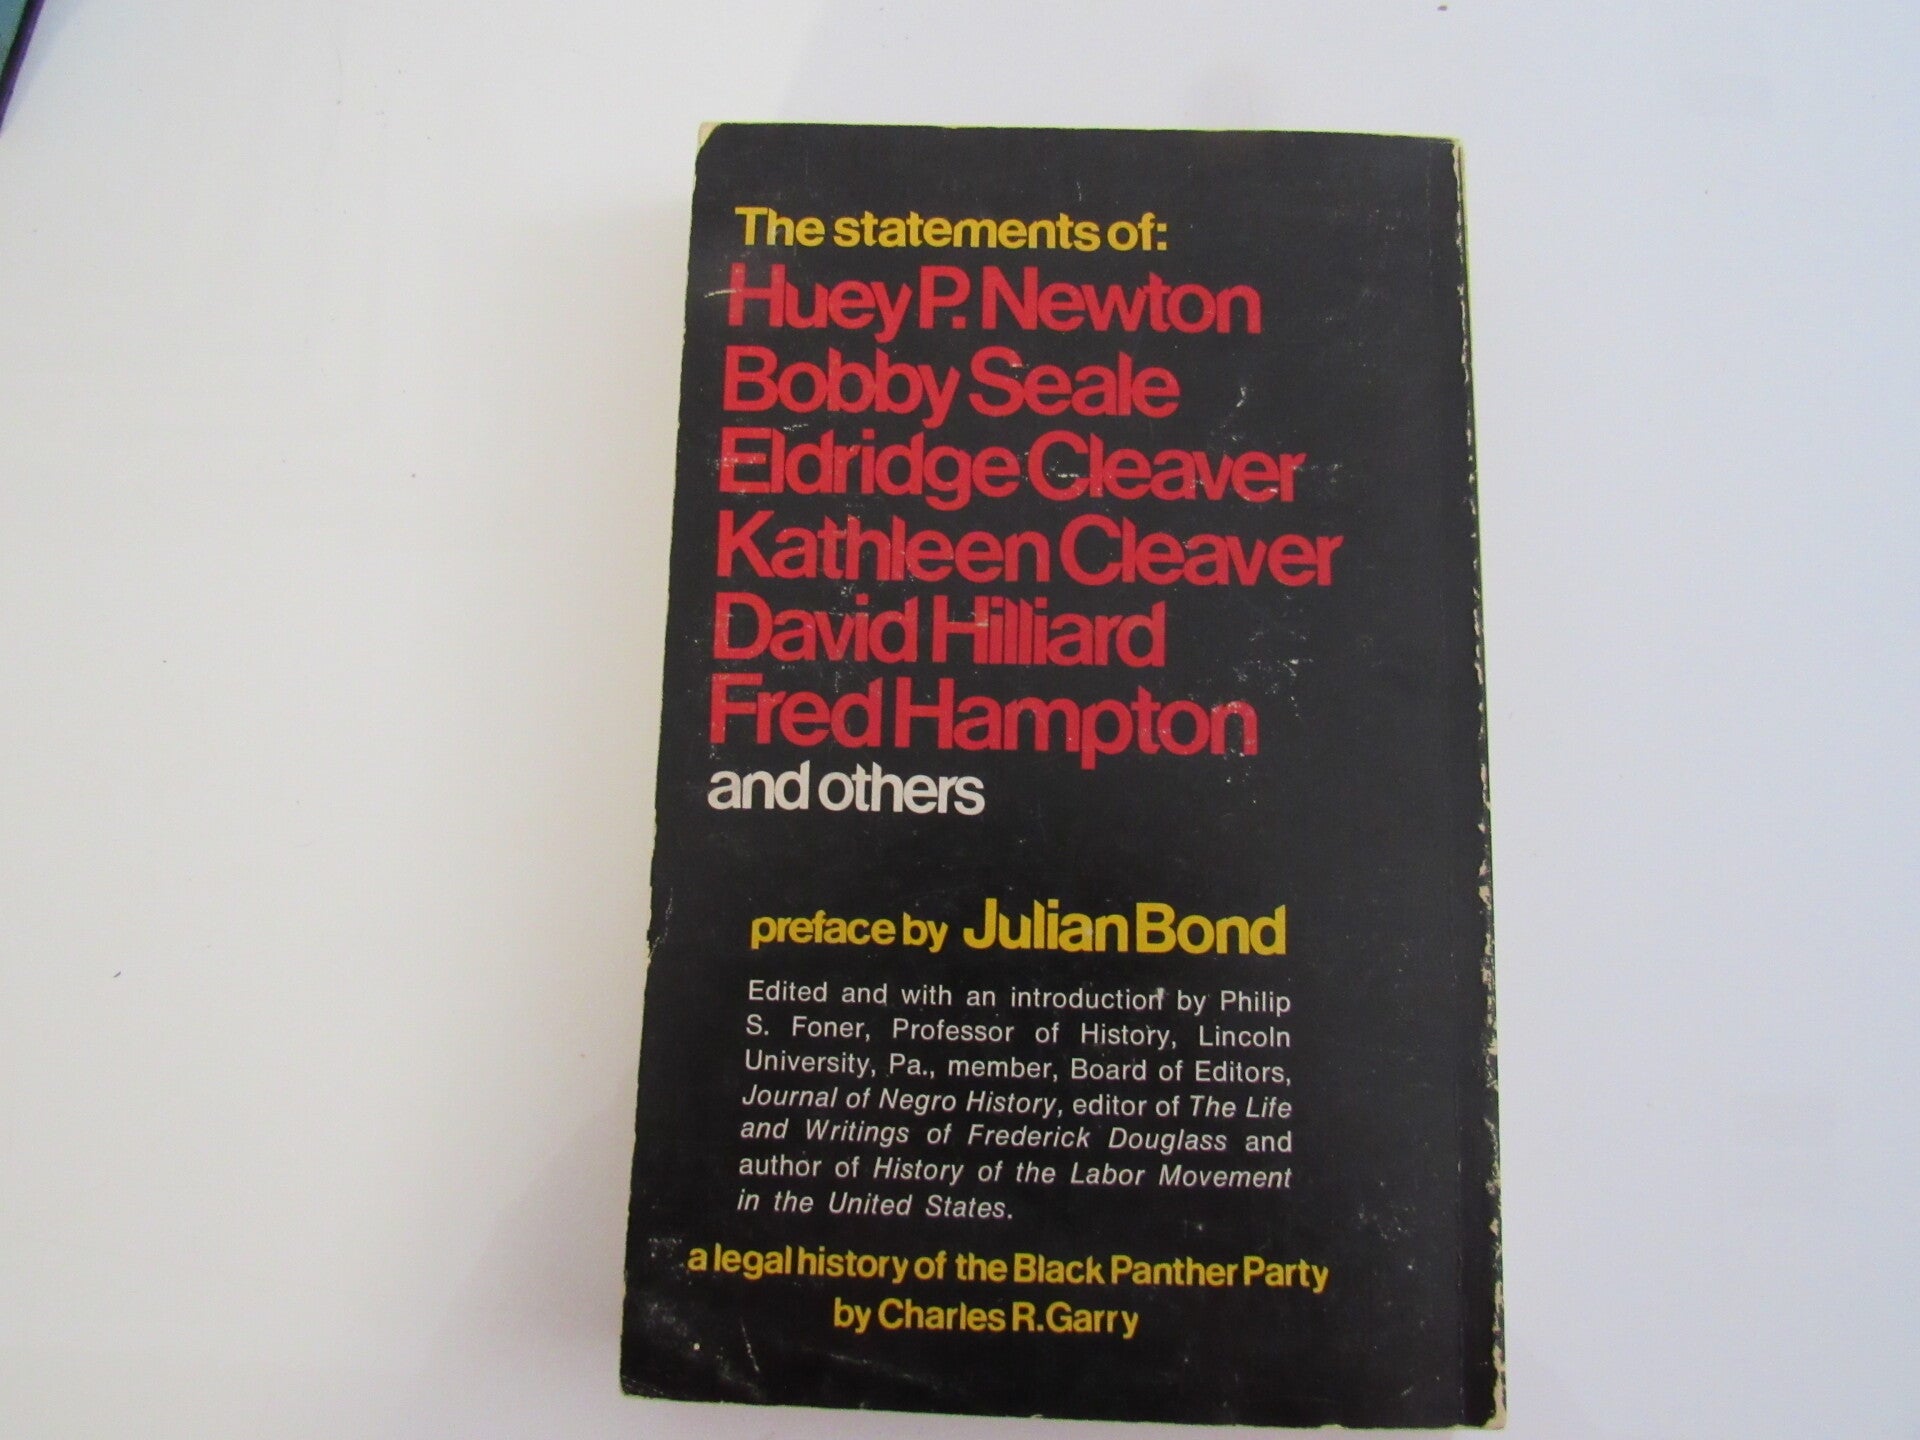 The statements of:
Huey P. Newton
Bobby Seale
Eldridge Cleaver
Kathleen Cleaver
David Hilliard
Fred Hampton
and others
preface by Julian Bond
Edited and with an introduction by Philip
S. Foner, Professor of History, Lincoln
University, Pa., member, Board of Editors,
Journal of Negro History, editor of The Life
and Writings of Frederick Douglass and
author of History of the Labor Movement
in the United States.
a legal history of the Black Panther Party
by Charles R. Garry